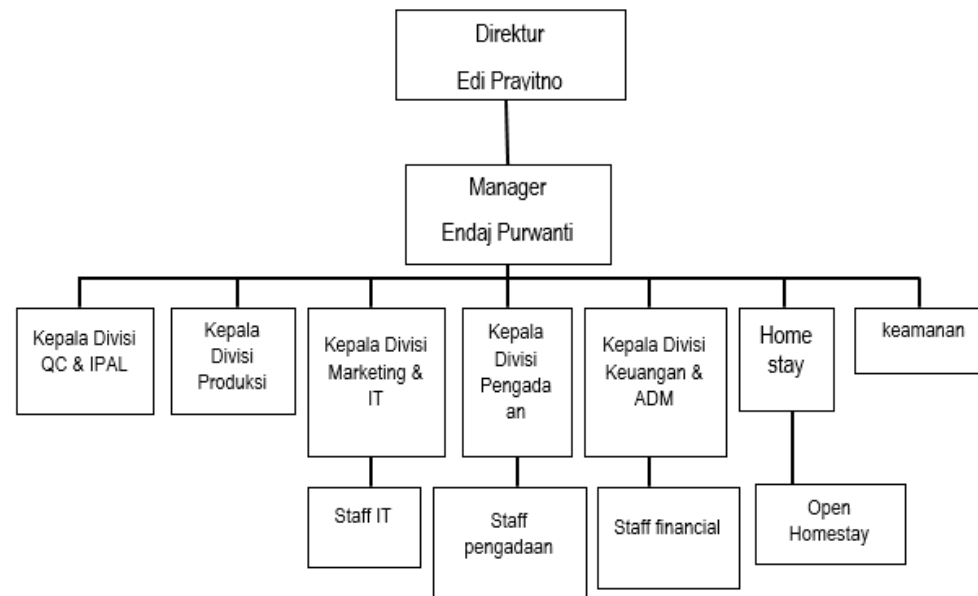 Direktur
Edi Prayitno
Manager
Endaj Purwanti
Kepala Divisi
QC & IPAL
Kepala
Divisi
Produksi
Kepala Divisi
Marketing &
IT
Kepala
Divisi
Pengada
an
Kepala Divisi
Keuangan &
ADM
Home
stay
keamanan
Staff IT
Staff
pengadaan
Staff financial
Open
Homestay